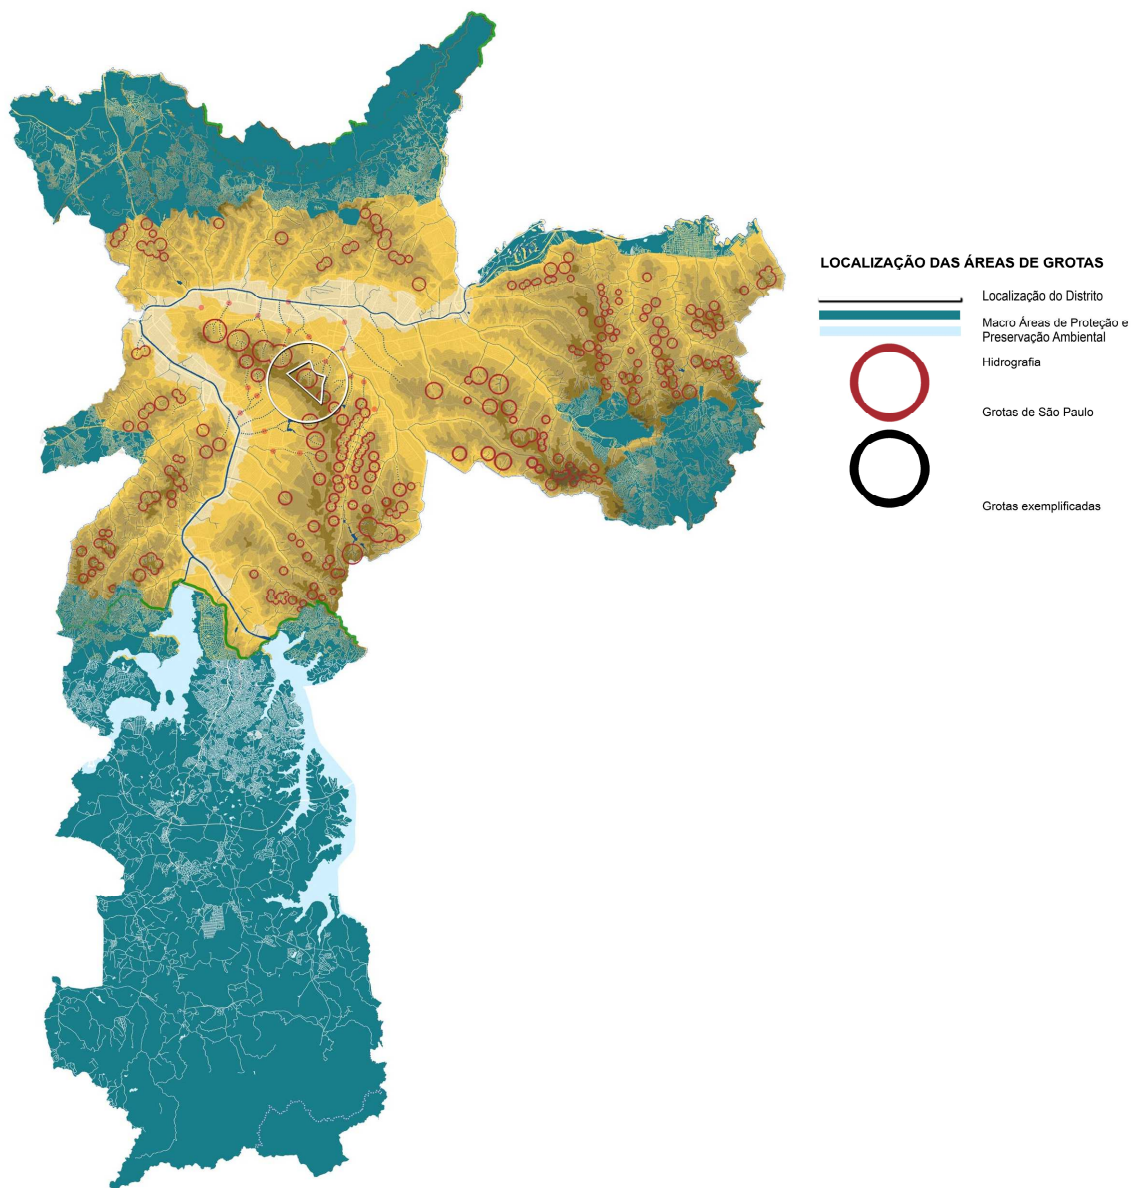 LOCALIZAÇÃO DAS ÁREAS DE GROTAS
Localização do Distrito
Macro Áreas de Proteção e
Preservação Ambiental
Hidrografia
Grotas de São Paulo
Grotas exemplificadas